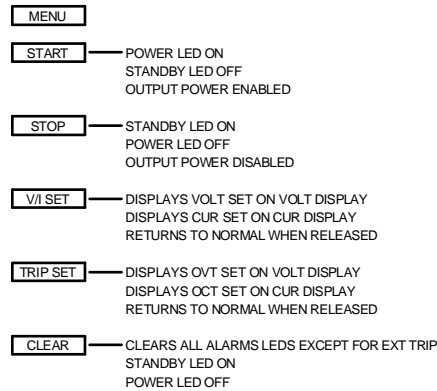 MENU
START POWER LED ON
STANDBY LED OFF
OUTPUT POWER ENABLED
STOP STANDBY LED ON
POWER LED OFF
OUTPUT POWER DISABLED
V/I SET DISPLAYS VOLT SET ON VOLT DISPLAY
DISPLAYS CUR SET ON CUR DISPLAY
RETURNS TO NORMAL WHEN RELEASED
TRIP SET DISPLAYS OVT SET ON VOLT DISPLAY
DISPLAYS OCT SET ON CUR DISPLAY
RETURNS TO NORMAL WHEN RELEASED
CLEAR CLEARS ALL ALARMS LEDS EXCEPT FOR EXT TRIP
STANDBY LED ON
POWER LED OFF